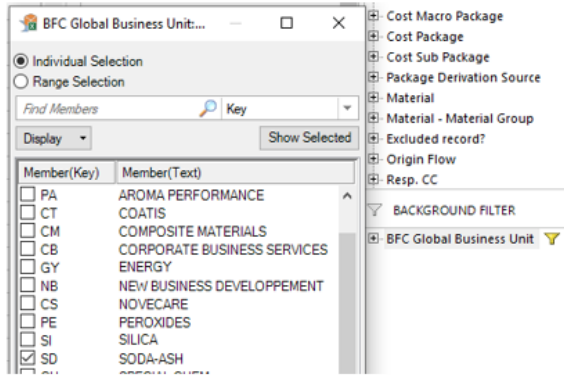 BFC Global Business Unit:...
Individual Selection
Range Selection
Find Members
Key
Display
Show Selected
Member(Key) Member(Text)
PA AROMA PERFORMANCE
CT COATIS
CM COMPOSITE MATERIALS
CB CORPORATE BUSINESS SERVICES
GY ENERGY
NB NEW BUSINESS DEVELOPPEMENT
CS NOVECARE
PE PEROXIDES
SI SILICA
SD SODA-ASH
Cost Macro Package
Cost Package
Cost Sub Package
Package Derivation Source
Material
Material - Material Group
Excluded record?
Origin Flow
Resp. CC
BACKGROUND FILTER
BFC Global Business Unit